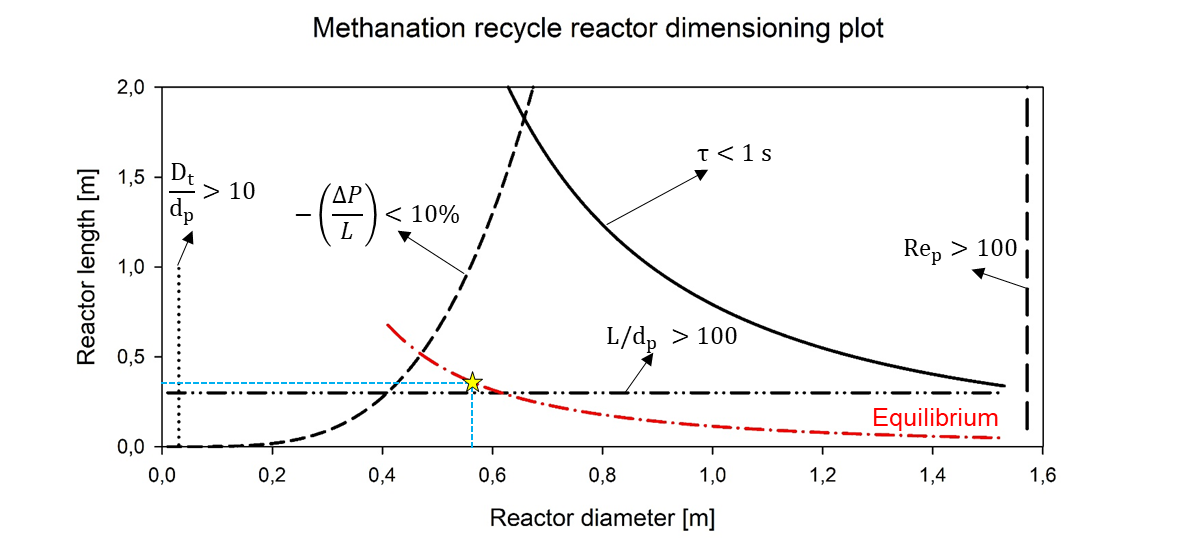 Methanation recycle reactor dimensioning plot
2,0
1,5
1,0
0,5
0,0
Reactor length [m]
D_t/d_p > 10
−(ΔP/L) < 10%
τ < 1 s
Re_p > 100
L/d_p > 100
Equilibrium
0,0 0,2 0,4 0,6 0,8 1,0 1,2 1,4 1,6
Reactor diameter [m]